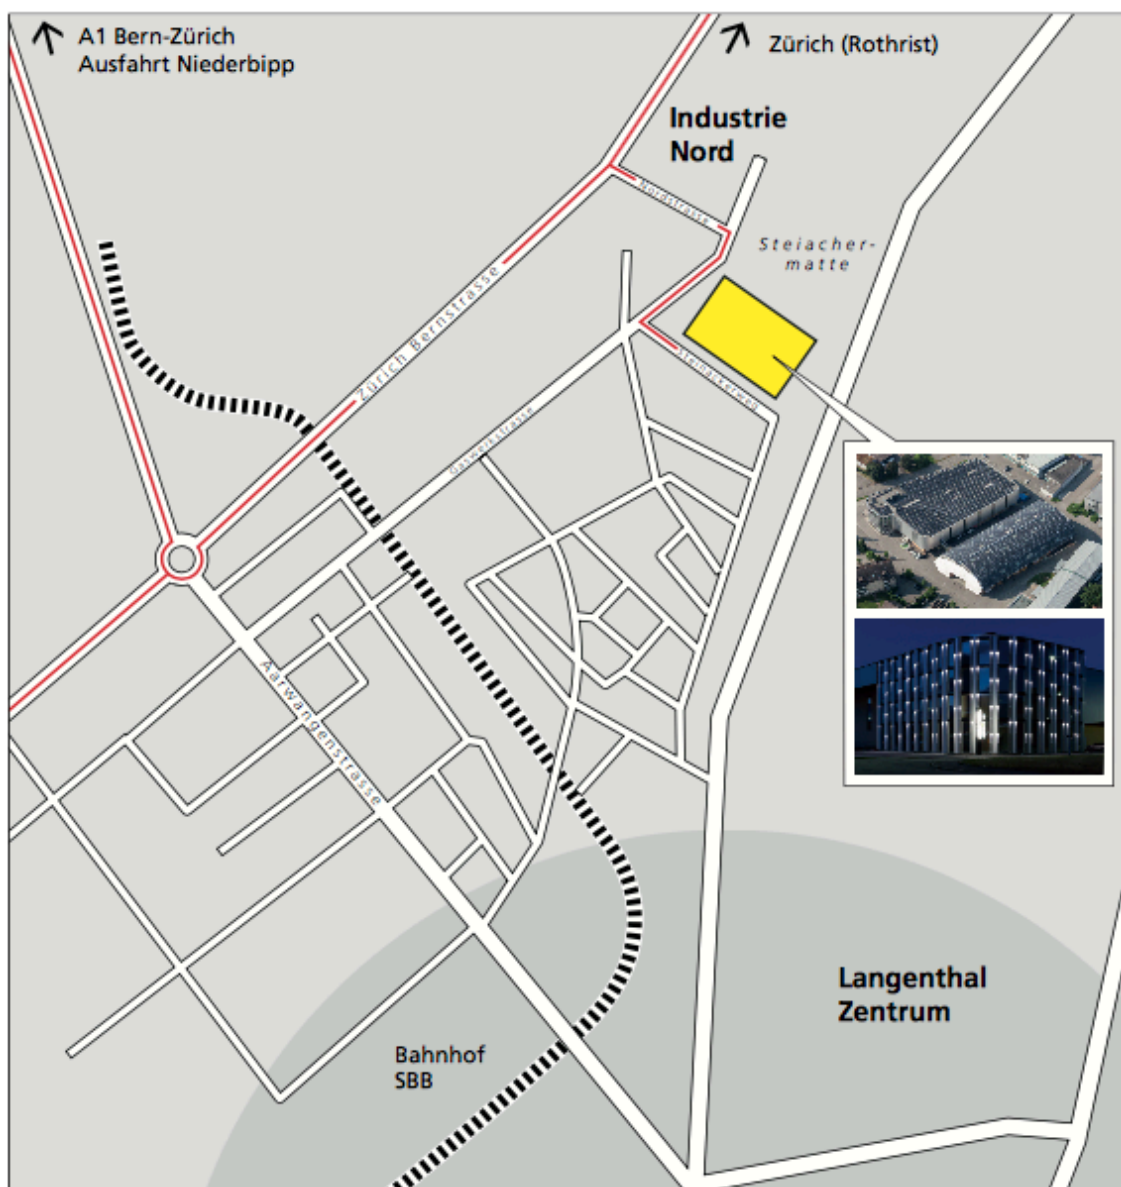 A1 Bern-Zürich
Ausfahrt Niederbipp
Zürich (Rothrist)
Industrie
Nord
Nordstrasse
Steiacher-
matte
Zürich Bernstrasse
Steinackerweg
Gaswerkstrasse
Aarwangenstrasse
Langenthal
Zentrum
Bahnhof
SBB